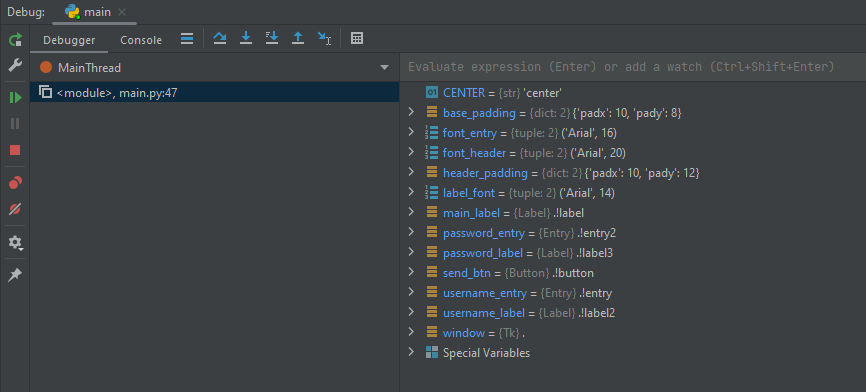 Debug: main
Debugger Console
MainThread
<module>, main.py:47
Evaluate expression (Enter) or add a watch (Ctrl+Shift+Enter)
CENTER = {str} 'center'
base_padding = {dict: 2} {'padx': 10, 'pady': 8}
font_entry = {tuple: 2} ('Arial', 16)
font_header = {tuple: 2} ('Arial', 20)
header_padding = {dict: 2} {'padx': 10, 'pady': 12}
label_font = {tuple: 2} ('Arial', 14)
main_label = {Label} .!label
password_entry = {Entry} .!entry2
password_label = {Label} .!label3
send_btn = {Button} .!button
username_entry = {Entry} .!entry
username_label = {Label} .!label2
window = {Tk} .
Special Variables